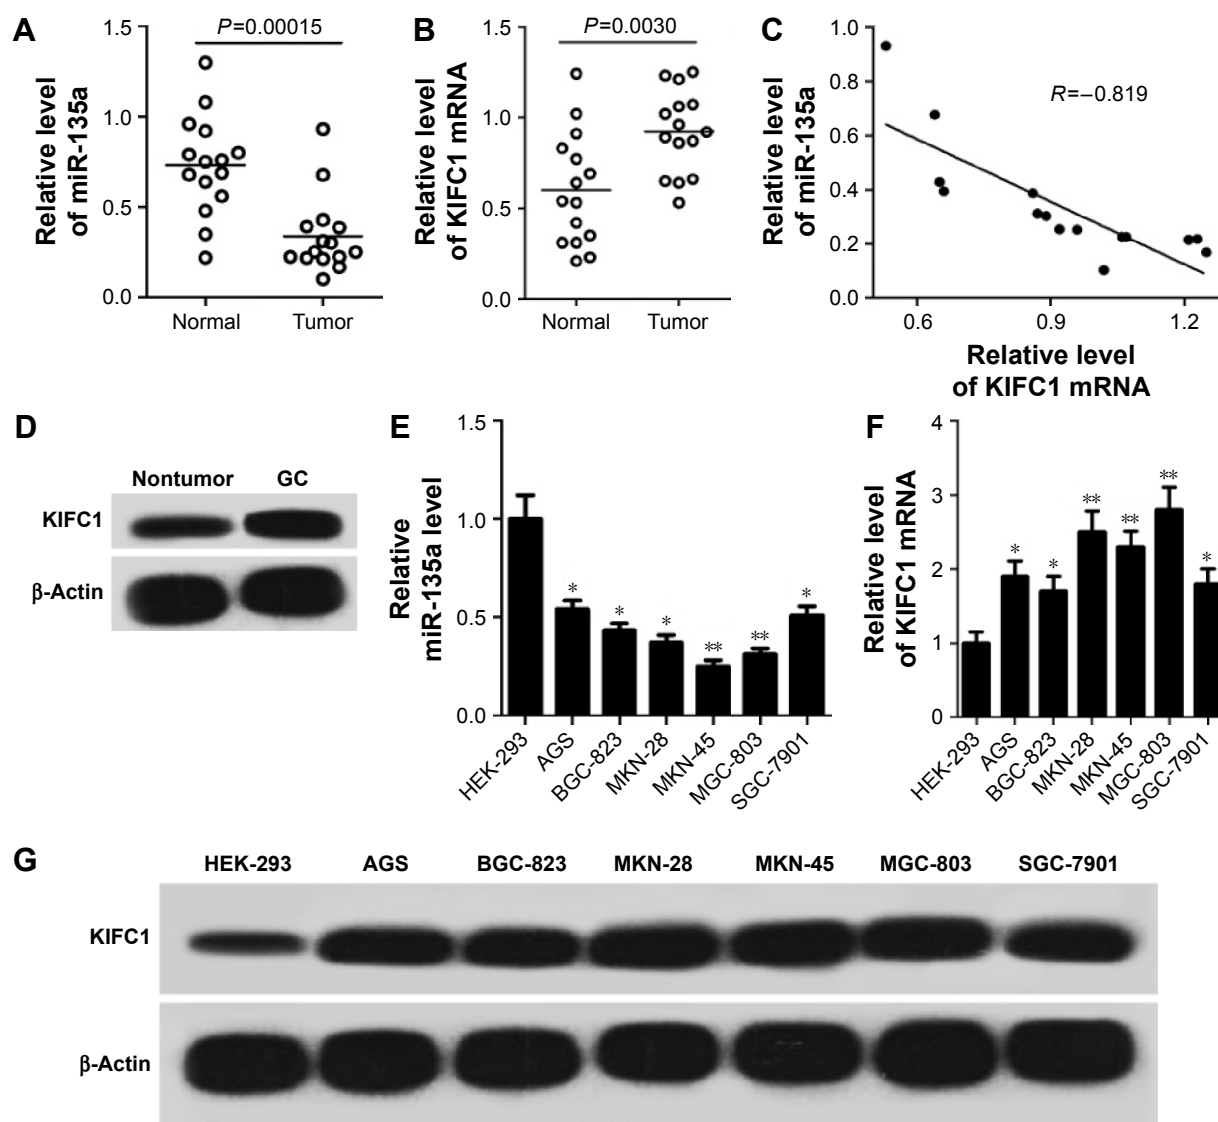 A
Relative level
of miR-135a
1.5
1.0
0.5
0.0
P=0.00015
Normal
Tumor
B
Relative level
of KIFC1 mRNA
1.5
1.0
0.5
0.0
P=0.0030
Normal
Tumor
C
Relative level
of miR-135a
1.0
0.8
0.6
0.4
0.2
0.0
R=−0.819
0.6
0.9
1.2
Relative level
of KIFC1 mRNA
D
Nontumor
GC
KIFC1
β-Actin
E
Relative
miR-135a level
1.5
1.0
0.5
0.0
*
*
*
**
**
*
HEK-293
AGS
BGC-823
MKN-28
MKN-45
MGC-803
SGC-7901
F
Relative level
of KIFC1 mRNA
4
3
2
1
0
*
*
**
**
**
*
HEK-293
AGS
BGC-823
MKN-28
MKN-45
MGC-803
SGC-7901
G
HEK-293
AGS
BGC-823
MKN-28
MKN-45
MGC-803
SGC-7901
KIFC1
β-Actin